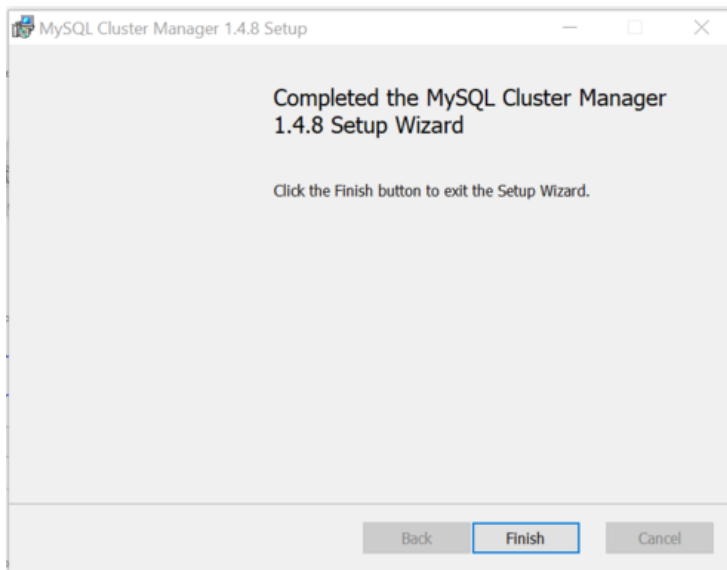 MySQL Cluster Manager 1.4.8 Setup
Completed the MySQL Cluster Manager
1.4.8 Setup Wizard
Click the Finish button to exit the Setup Wizard.
Back Finish Cancel